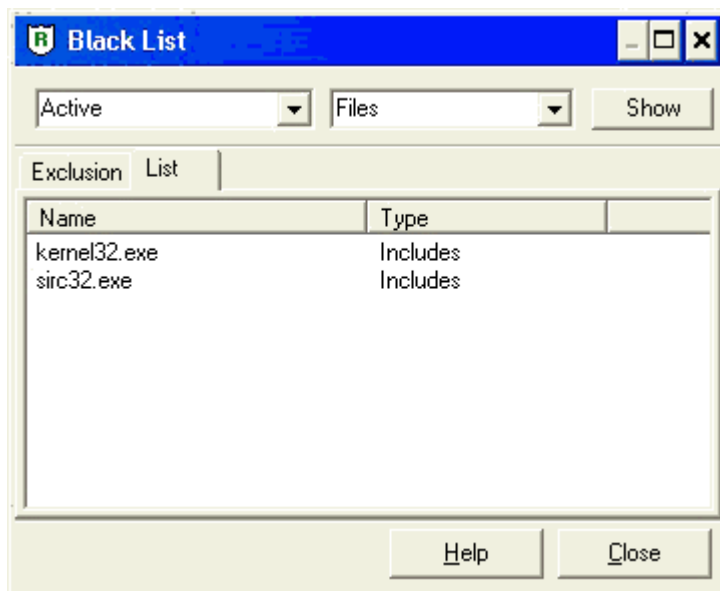 R Black List
Active Files Show
Exclusion List
Name Type
kernel32.exe Includes
sirc32.exe Includes
Help Close